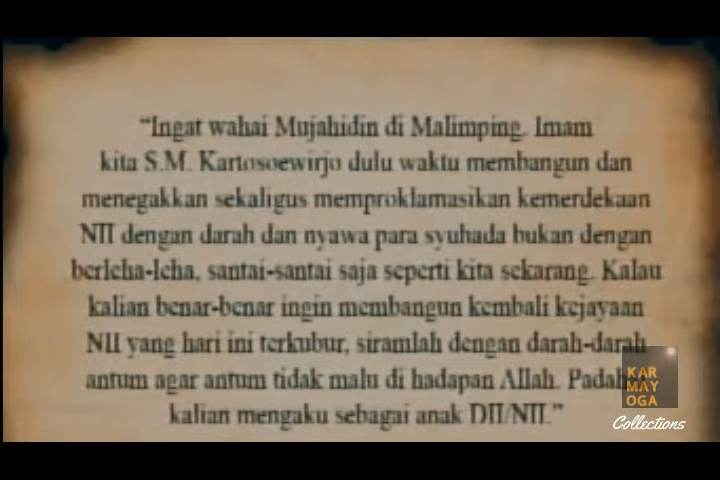 “Ingat wahai Mujahidin di Malimping. Imam
kita S.M. Kartosoewirjo dulu waktu membangun dan
menegakkan sekaligus memproklamasikan kemerdekaan
NII dengan darah dan nyawa para syuhada bukan dengan
berleha-leha, santai-santai saja seperti kita sekarang. Kalau
kalian benar-benar ingin membangun kembali kejayaan
NII yang hari ini terkubur, siramlah dengan darah-darah
antum agar antum tidak malu di hadapan Allah.
kalian mengaku sebagai anak DII/NII.”
KAR
MAY
OGA
Collections